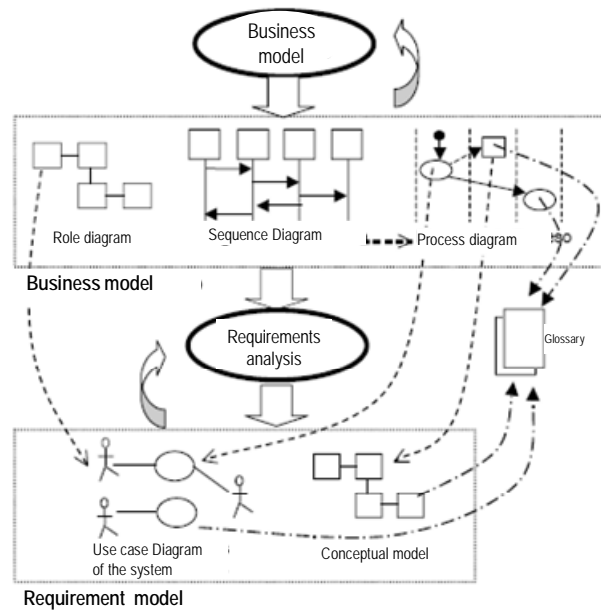 Business
model
Role diagram
Sequence Diagram
Process diagram
Business model
Requirements
analysis
Glossary
Use case Diagram
of the system
Conceptual model
Requirement model